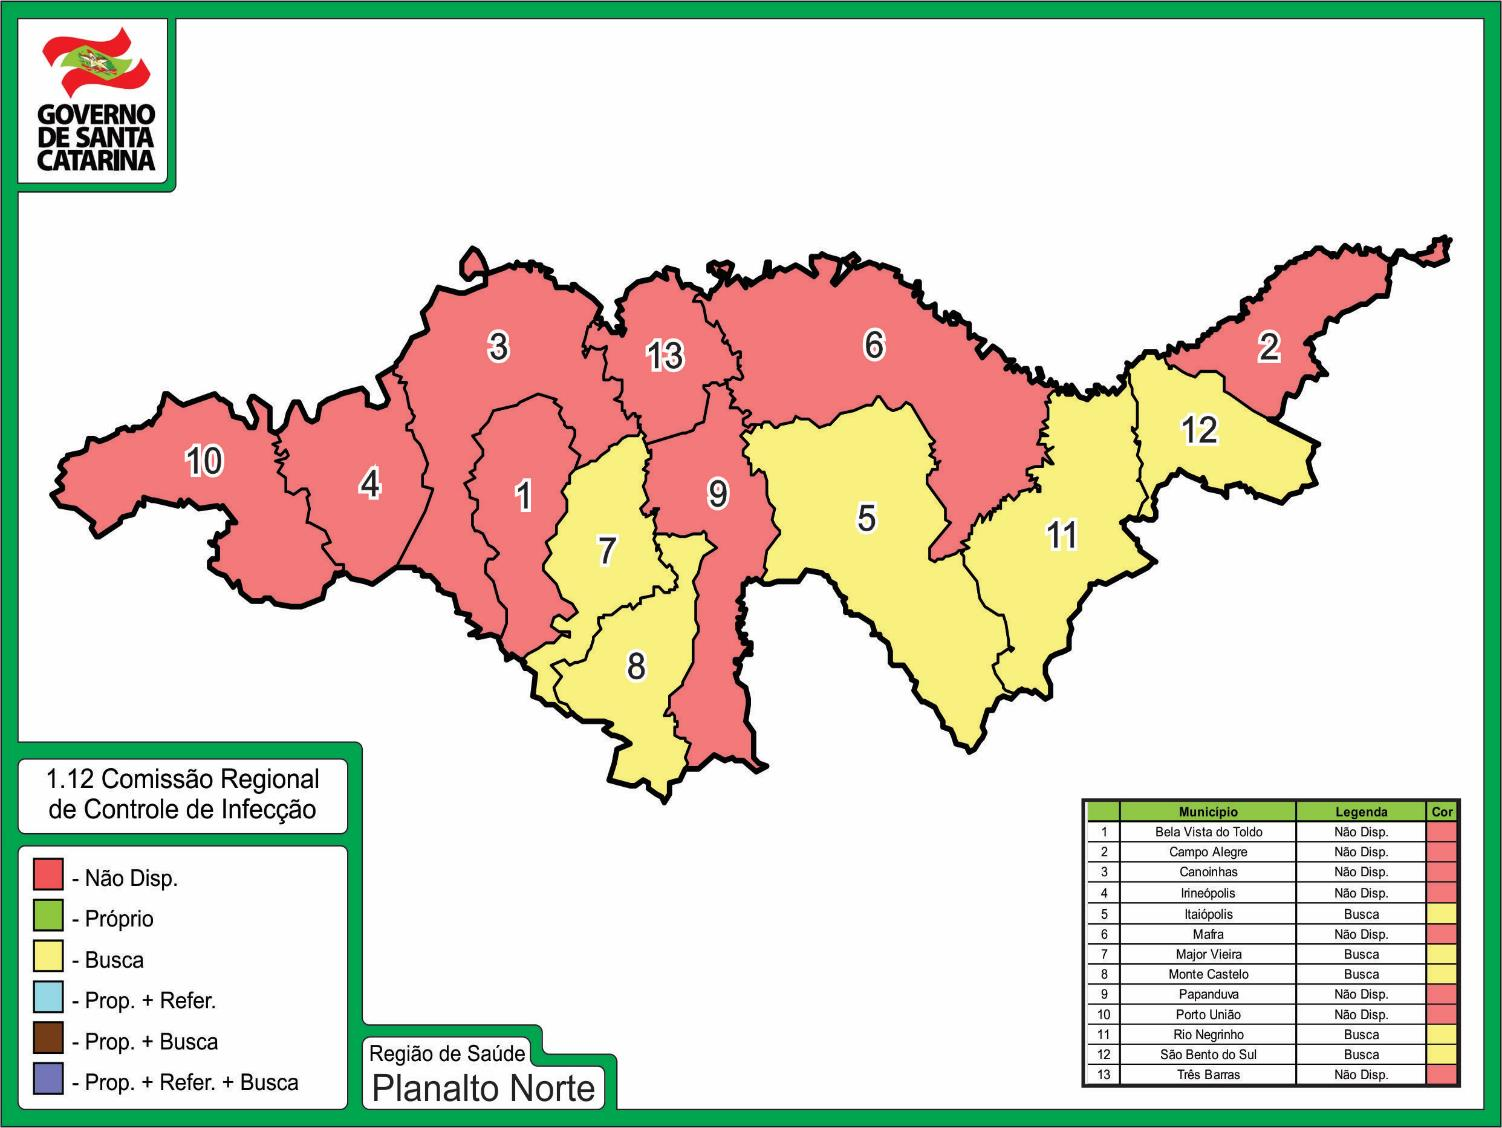 GOVERNO
DE SANTA
CATARINA
3
13
6
2
10
4
1
9
5
12
7
11
8
1.12 Comissão Regional
de Controle de Infecção
- Não Disp.
- Próprio
- Busca
- Prop. + Refer.
- Prop. + Busca
- Prop. + Refer. + Busca
Região de Saúde
Planalto Norte
Município Legenda Cor
1 Bela Vista do Toldo Não Disp.
2 Campo Alegre Não Disp.
3 Canoinhas Não Disp.
4 Irineópolis Não Disp.
5 Itaiópolis Busca
6 Mafra Não Disp.
7 Major Vieira Busca
8 Monte Castelo Busca
9 Papanduva Não Disp.
10 Porto União Não Disp.
11 Rio Negrinho Busca
12 São Bento do Sul Busca
13 Três Barras Não Disp.